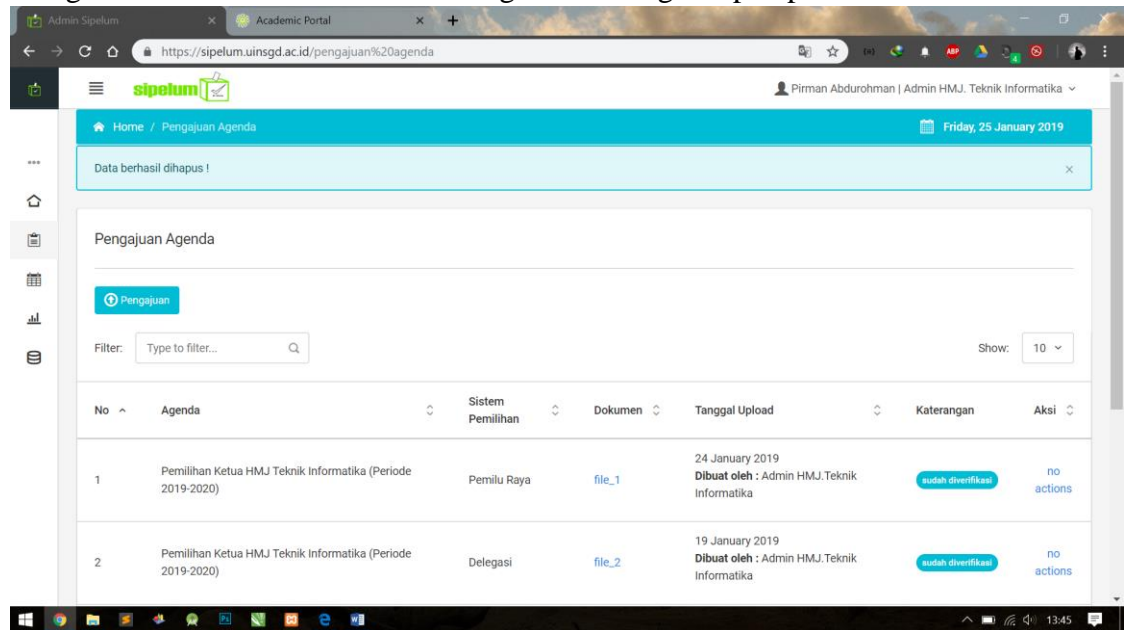 Admin Sipelum
Academic Portal
https://sipelum.uinsgd.ac.id/pengajuan%20agenda
sipelum
Pirman Abdurohman | Admin HMJ. Teknik Informatika
Home / Pengajuan Agenda
Friday, 25 January 2019
Data berhasil dihapus !
Pengajuan Agenda
Pengajuan
Filter: Type to filter...
Show: 10
No Agenda Sistem Pemilihan Dokumen Tanggal Upload Katerangan Aksi
1
Pemilihan Ketua HMJ Teknik Informatika (Periode
2019-2020)
Pemilu Raya
file_1
24 January 2019
Dibuat oleh : Admin HMJ.Teknik
Informatika
sudah diverifikasi
no
actions
2
Pemilihan Ketua HMJ Teknik Informatika (Periode
2019-2020)
Delegasi
file_2
19 January 2019
Dibuat oleh : Admin HMJ.Teknik
Informatika
sudah diverifikasi
no
actions
13:45